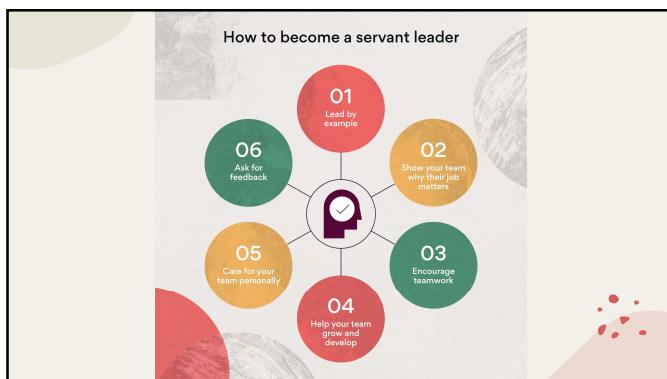 How to become a servant leader
01
Lead by
example
02
Show your team
why their job
matters
03
Encourage
teamwork
04
Help your team
grow and
develop
05
Care for your
team personally
06
Ask for
feedback